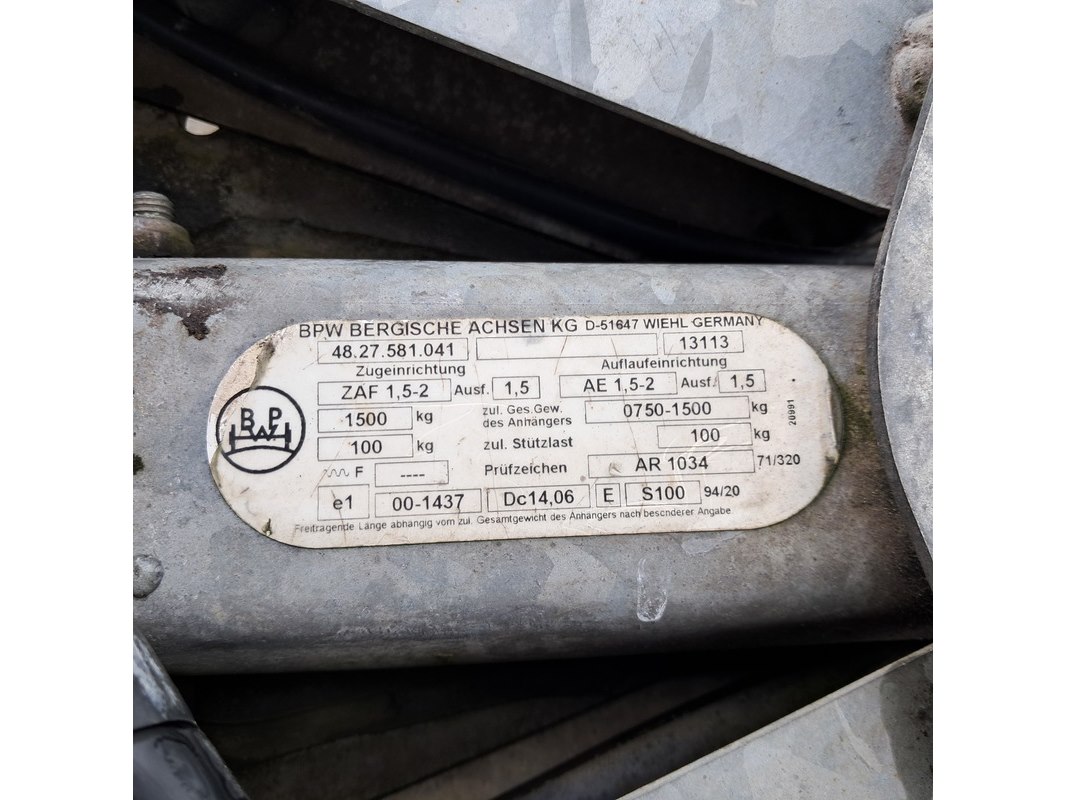 BPW BERGISCHE ACHSEN KG D-51647 WIEHL GERMANY
48.27.581.041 13113
Zugeinrichtung Auflaufeinrichtung
ZAF 1,5-2 Ausf. 1,5 AE 1,5-2 Ausf. 1,5
1500 kg zul. Ges.Gew. des Anhängers 0750-1500 kg
100 kg zul. Stützlast 100 kg
F ---- Prüfzeichen AR 1034 71/320
e1 00-1437 Dc14,06 E S100 94/20
Freitragende Länge abhängig vom zul. Gesamtgewicht des Anhängers nach besonderer Angabe
BPW
20991